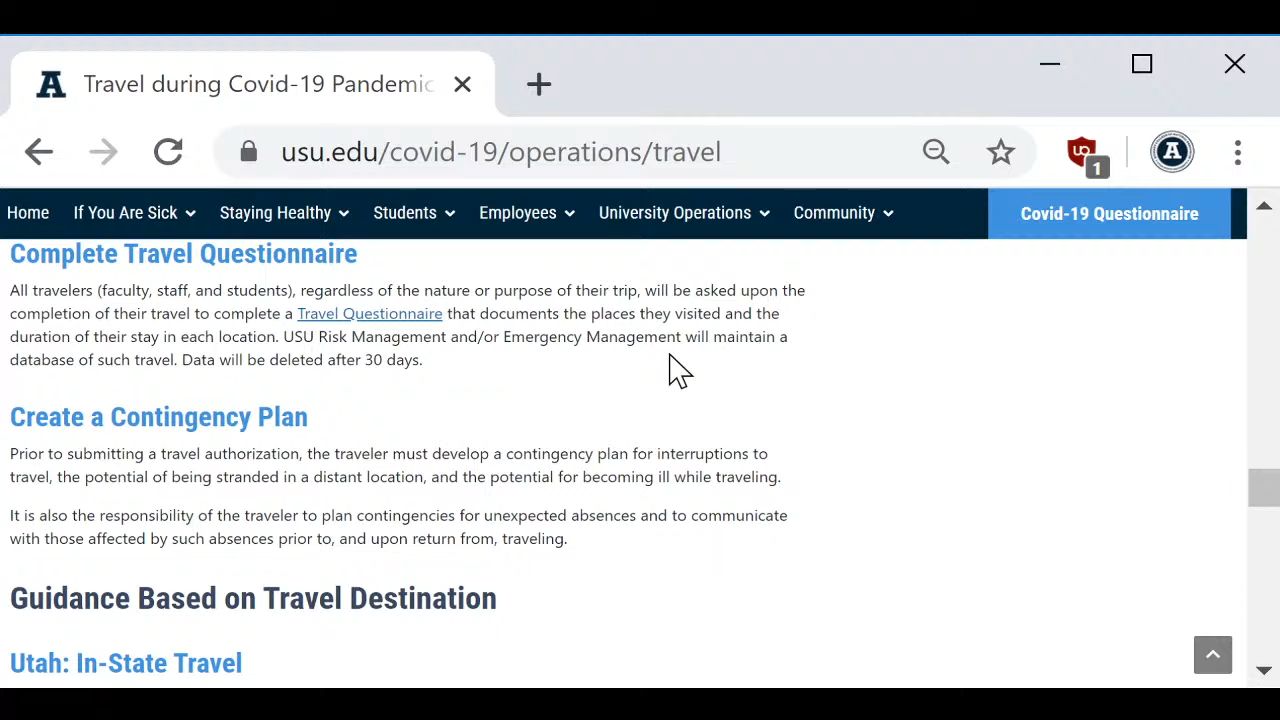 Travel during Covid-19 Pandemic
usu.edu/covid-19/operations/travel
1
Home If You Are Sick Staying Healthy Students Employees University Operations Community Covid-19 Questionnaire
Complete Travel Questionnaire
All travelers (faculty, staff, and students), regardless of the nature or purpose of their trip, will be asked upon the
completion of their travel to complete a Travel Questionnaire that documents the places they visited and the
duration of their stay in each location. USU Risk Management and/or Emergency Management will maintain a
database of such travel. Data will be deleted after 30 days.
Create a Contingency Plan
Prior to submitting a travel authorization, the traveler must develop a contingency plan for interruptions to
travel, the potential of being stranded in a distant location, and the potential for becoming ill while traveling.
It is also the responsibility of the traveler to plan contingencies for unexpected absences and to communicate
with those affected by such absences prior to, and upon return from, traveling.
Guidance Based on Travel Destination
Utah: In-State Travel